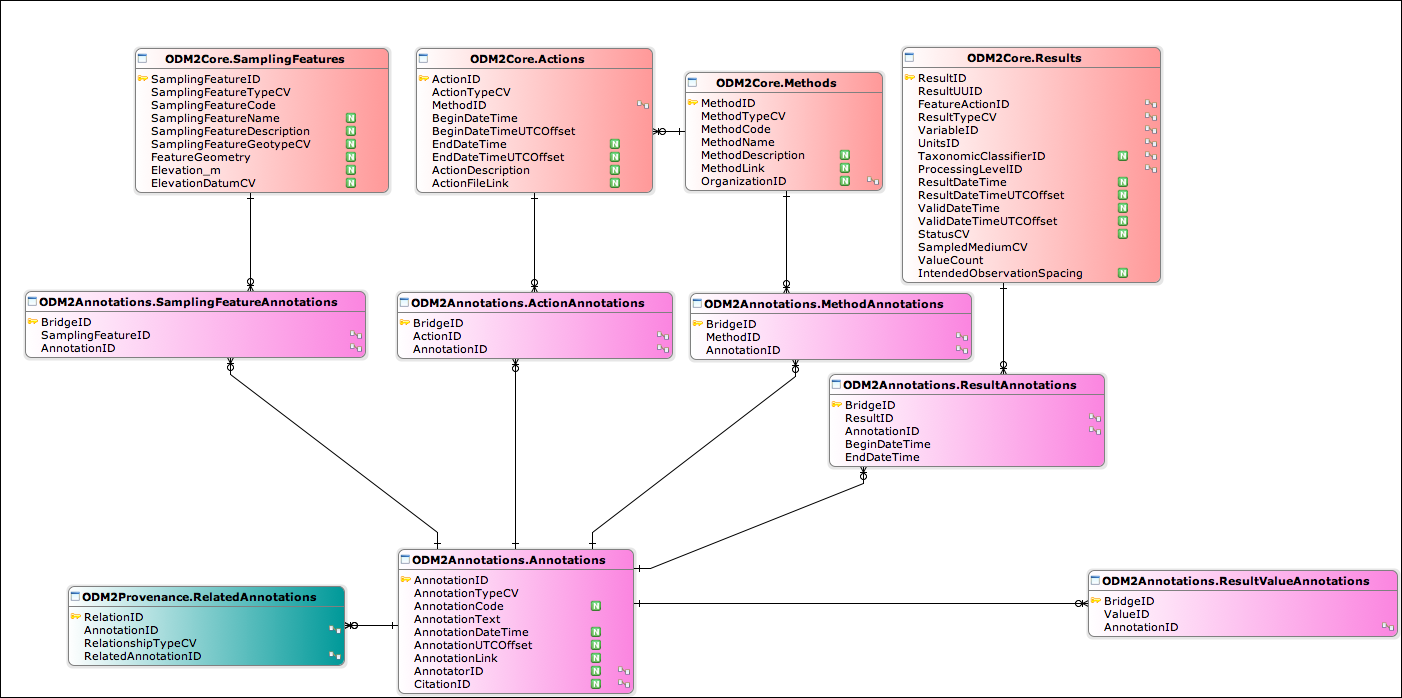 ODM2Core.SamplingFeatures
SamplingFeatureID
SamplingFeatureTypeCV
SamplingFeatureCode
SamplingFeatureName N
SamplingFeatureDescription N
SamplingFeatureGeotypeCV N
FeatureGeometry N
Elevation_m N
ElevationDatumCV N
ODM2Core.Actions
ActionID
ActionTypeCV
MethodID
BeginDateTime
BeginDateTimeUTCOffset
EndDateTime N
EndDateTimeUTCOffset N
ActionDescription N
ActionFileLink N
ODM2Core.Methods
MethodID
MethodTypeCV
MethodCode
MethodName
MethodDescription N
MethodLink N
OrganizationID N
ODM2Core.Results
ResultID
ResultUUID
FeatureActionID
ResultTypeCV
VariableID
UnitsID
TaxonomicClassifierID N
ProcessingLevelID
ResultDateTime N
ResultDateTimeUTCOffset N
ValidDateTime N
ValidDateTimeUTCOffset N
StatusCV N
SampledMediumCV
ValueCount
IntendedObservationSpacing N
ODM2Annotations.SamplingFeatureAnnotations
BridgeID
SamplingFeatureID
AnnotationID
ODM2Annotations.ActionAnnotations
BridgeID
ActionID
AnnotationID
ODM2Annotations.MethodAnnotations
BridgeID
MethodID
AnnotationID
ODM2Annotations.ResultAnnotations
BridgeID
ResultID
AnnotationID
BeginDateTime
EndDateTime
ODM2Provenance.RelatedAnnotations
RelationID
AnnotationID
RelationshipTypeCV
RelatedAnnotationID
ODM2Annotations.Annotations
AnnotationID
AnnotationTypeCV
AnnotationCode N
AnnotationText
AnnotationDateTime N
AnnotationUTCOffset N
AnnotationLink N
AnnotatorID N
CitationID N
ODM2Annotations.ResultValueAnnotations
BridgeID
ValueID
AnnotationID